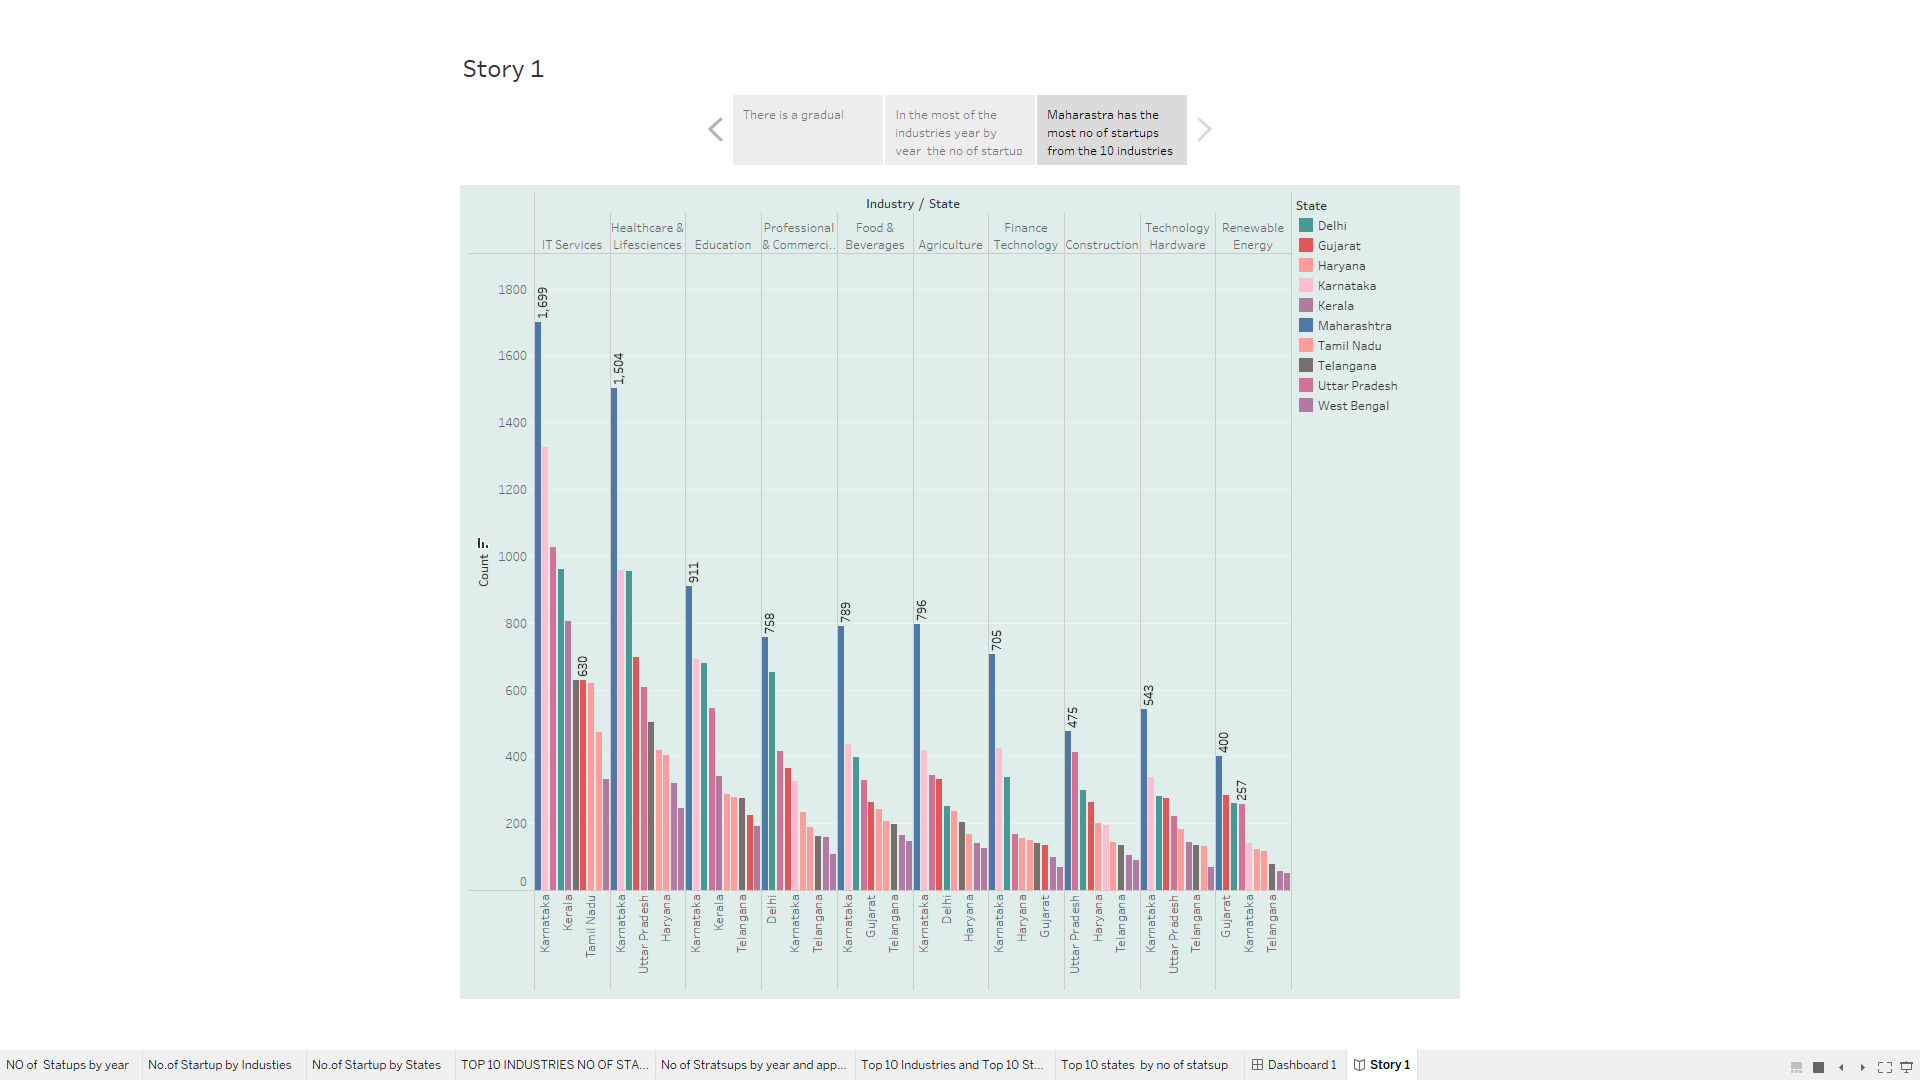 Story 1
There is a gradual
In the most of the
industries year by
year the no of startup
Maharastra has the
most no of startups
from the 10 industries
Industry / State
IT Services
Healthcare &
Lifesciences
Education
Professional
& Commerci..
Food &
Beverages
Agriculture
Finance
Technology
Construction
Technology
Hardware
Renewable
Energy
State
Delhi
Gujarat
Haryana
Karnataka
Kerala
Maharashtra
Tamil Nadu
Telangana
Uttar Pradesh
West Bengal
Count
1800
1600
1400
1200
1000
800
600
400
200
0
1,699
630
1,504
911
758
789
796
705
475
543
400
257
Karnataka
Kerala
Tamil Nadu
Karnataka
Uttar Pradesh
Haryana
Karnataka
Kerala
Telangana
Delhi
Karnataka
Telangana
Karnataka
Gujarat
Telangana
Karnataka
Delhi
Haryana
Karnataka
Haryana
Gujarat
Uttar Pradesh
Haryana
Telangana
Karnataka
Uttar Pradesh
Telangana
Gujarat
Karnataka
Telangana
NO of Statups by year
No.of Startup by Industies
No.of Startup by States
TOP 10 INDUSTRIES NO OF STA...
No of Stratsups by year and app...
Top 10 Industries and Top 10 St...
Top 10 states by no of statsup
Dashboard 1
Story 1